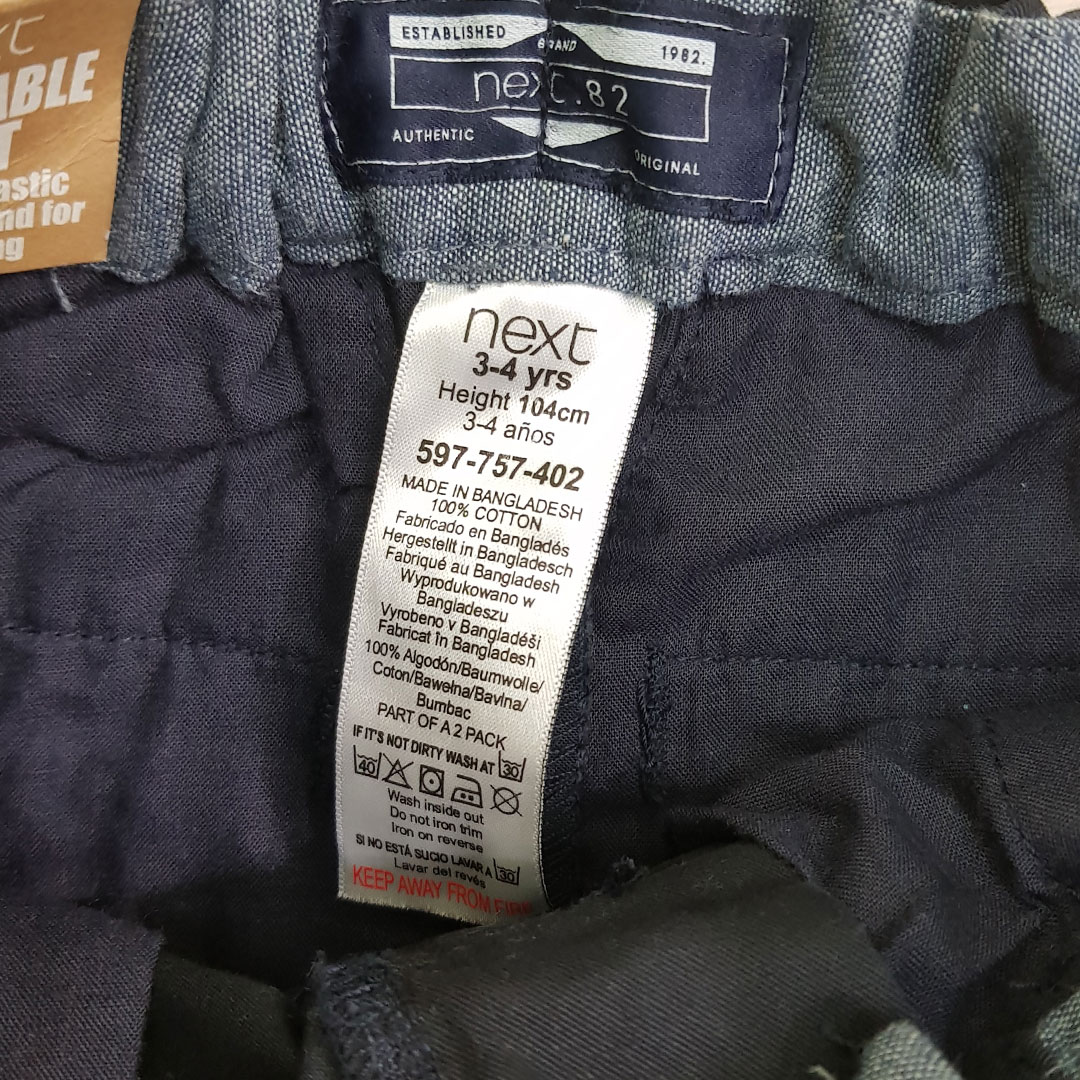 ABLE
T
astic
nd for
ESTABLISHED BRAND 1982.
next.82
AUTHENTIC ORIGINAL
next
3-4 yrs
Height 104cm
3-4 años
597-757-402
MADE IN BANGLADESH
100% COTTON
Fabricado en Bangladés
Hergestellt in Bangladesch
Fabriqué au Bangladesh
Wyprodukowano w
Bangladeszu
Vyrobeno v Bangladéši
Fabricat în Bangladesh
100% Algodón/Baumwolle/
Coton/Bawełna/Bavlna/
Bumbac
PART OF A 2 PACK
IF IT'S NOT DIRTY WASH AT 30
40
Wash inside out
Do not iron trim
Iron on reverse
SI NO ESTÁ SUCIO LAVAR A 30
Lavar del revés
KEEP AWAY FROM FIRE